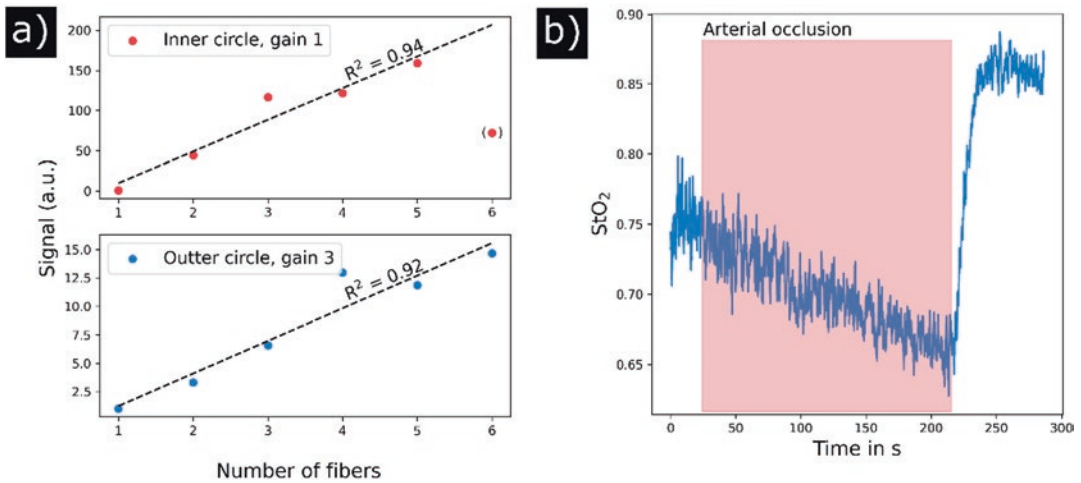 a)
Signal (a.u.)
200
150
100
50
0
Inner circle, gain 1
R² = 0.94
(•)
1 2 3 4 5 6
15.0
12.5
10.0
7.5
5.0
2.5
Outter circle, gain 3
R² = 0.92
1 2 3 4 5 6
Number of fibers
b)
StO₂
0.90
0.85
0.80
0.75
0.70
0.65
Arterial occlusion
0 50 100 150 200 250 300
Time in s